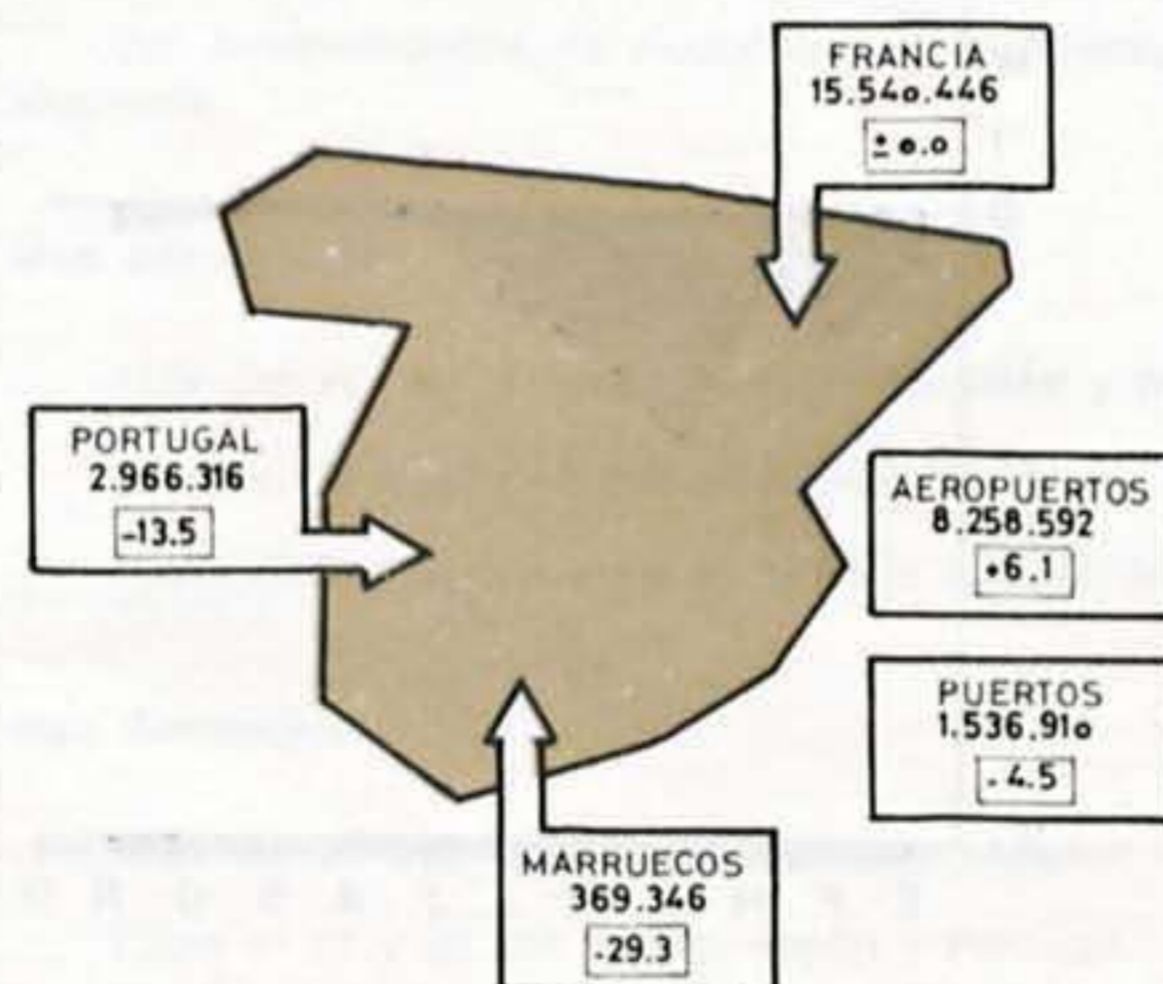 FRANCIA
15.540.446
± 0.0
PORTUGAL
2.966.316
-13.5
AEROPUERTOS
8.258.592
+6.1
PUERTOS
1.536.910
-4.5
MARRUECOS
369.346
-29.3